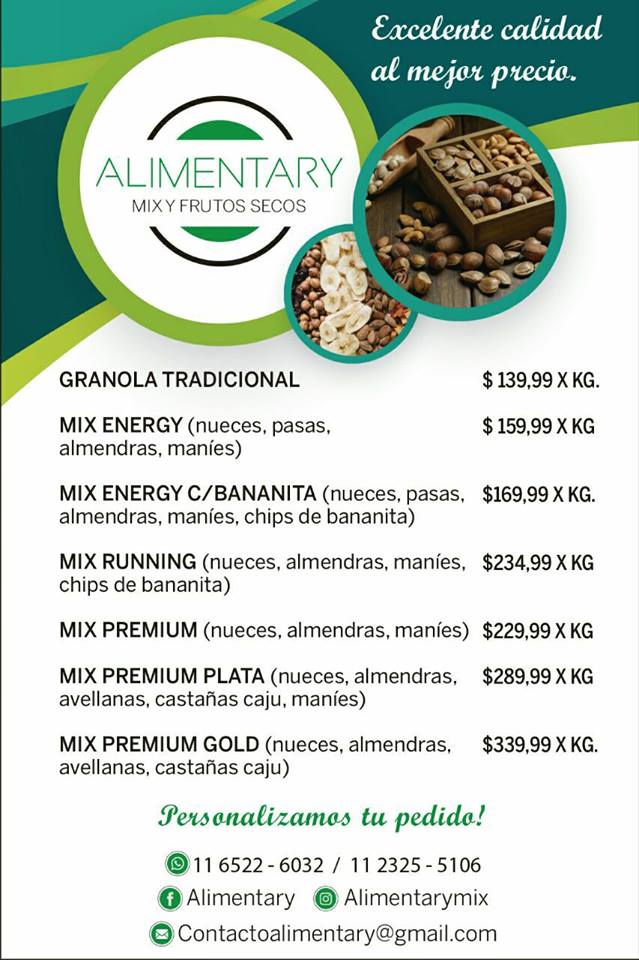 Excelente calidad
al mejor precio.
ALIMENTARY
MIX Y FRUTOS SECOS
GRANOLA TRADICIONAL $ 139,99 X KG.
MIX ENERGY (nueces, pasas, $ 159,99 X KG
almendras, maníes)
MIX ENERGY C/BANANITA (nueces, pasas, $169,99 X KG.
almendras, maníes, chips de bananita)
MIX RUNNING (nueces, almendras, maníes, $234,99 X KG
chips de bananita)
MIX PREMIUM (nueces, almendras, maníes) $229,99 X KG
MIX PREMIUM PLATA (nueces, almendras, $289,99 X KG
avellanas, castañas caju, maníes)
MIX PREMIUM GOLD (nueces, almendras, $339,99 X KG.
avellanas, castañas caju)
Personalizamos tu pedido!
11 6522 - 6032 / 11 2325 - 5106
Alimentary Alimentarymix
Contactoalimentary@gmail.com